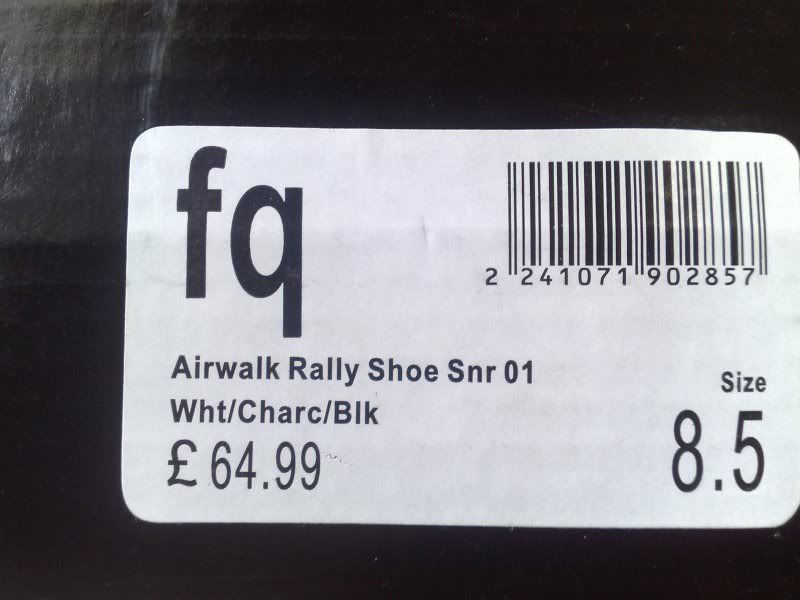 fq
2 241071 902857
Airwalk Rally Shoe Snr 01
Wht/Charc/Blk
£ 64.99
Size
8.5